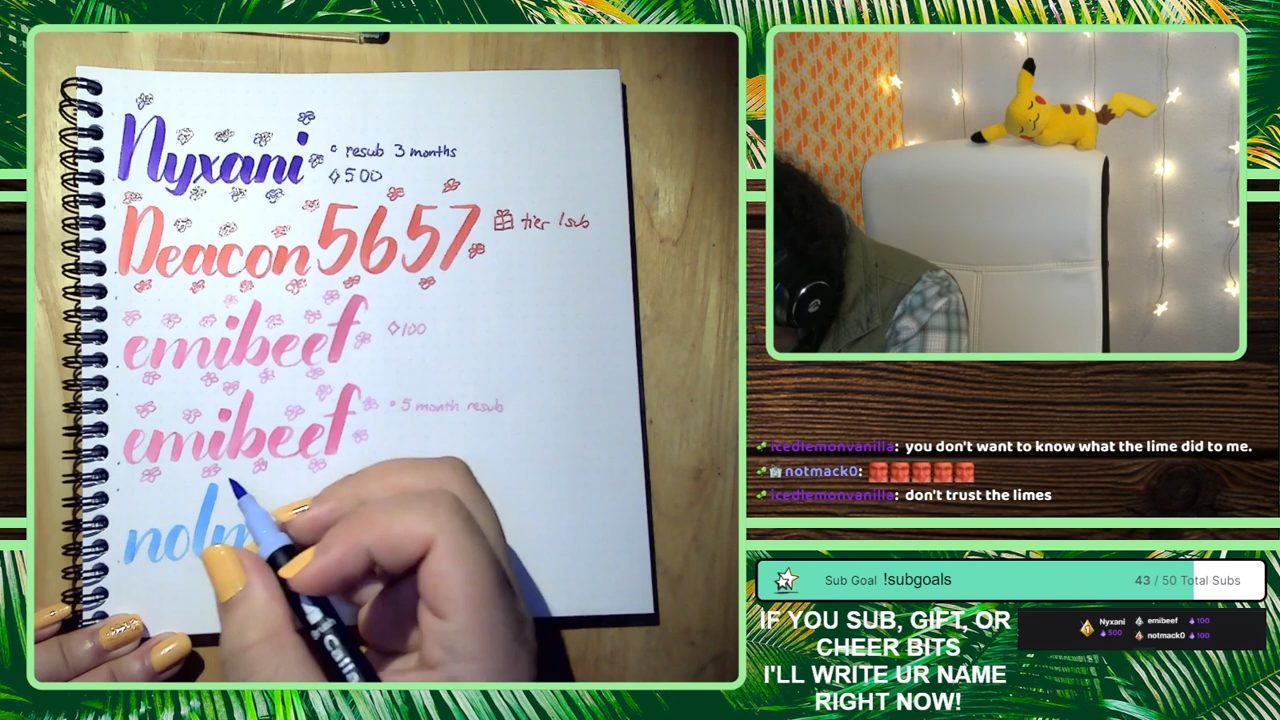 Nyxani
◦ resub 3 months
◊500
Deacon5657
tier 1 sub
emibeef
◊100
emibeef
◦ 5 month resub
notm
icedlemonvanilla: you don't want to know what the lime did to me.
notmack0:
icedlemonvanilla: don't trust the limes
Sub Goal !subgoals 43 / 50 Total Subs
IF YOU SUB, GIFT, OR
CHEER BITS
I'LL WRITE UR NAME
RIGHT NOW!
1 Nyxani 500
emibeef 100
notmack0 100